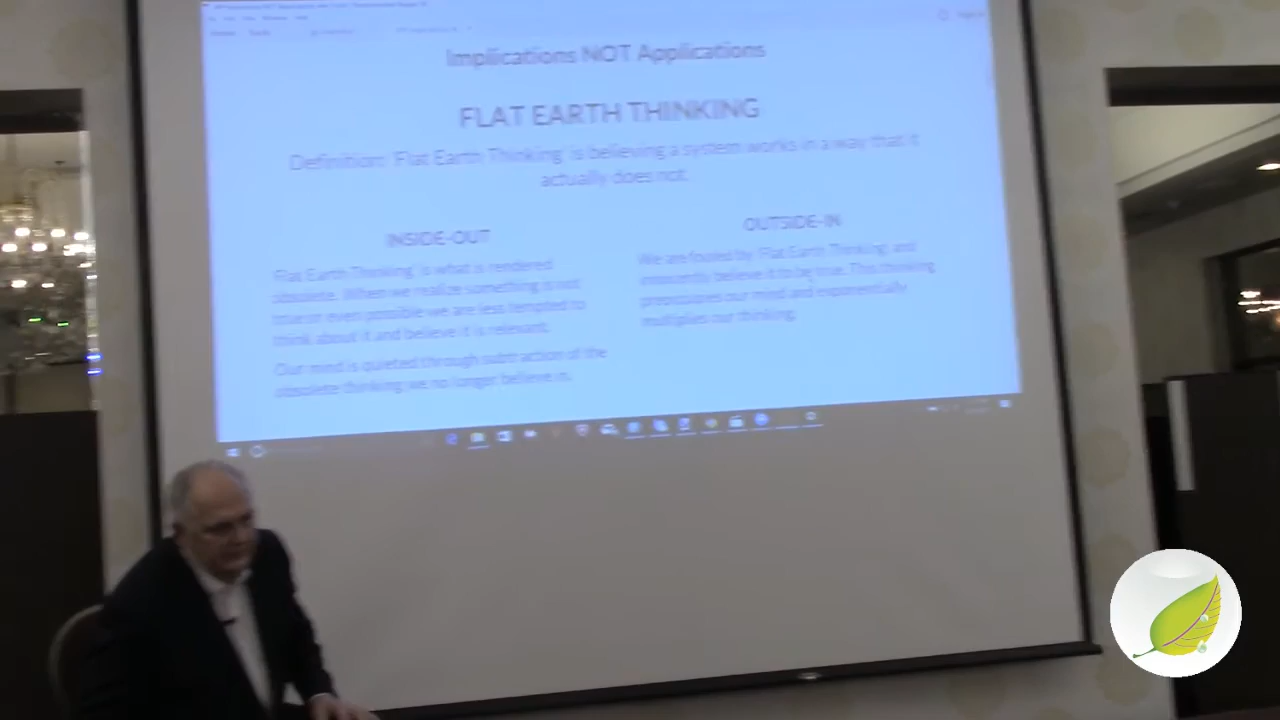 Implications NOT Applications
FLAT EARTH THINKING
Definition: 'Flat Earth Thinking' is believing a system works in a way that it
actually does not.
INSIDE-OUT
'Flat Earth Thinking' is what is rendered
obsolete. When we realize something is not
true or even possible we are less tempted to
think about it and believe it is relevant.
Our mind is quieted through subtraction of the
obsolete thinking we no longer believe in.
OUTSIDE-IN
We are fooled by 'Flat Earth Thinking' and
innocently believe it to be true. This thinking
our mind and exponentially
multiplies our thinking.